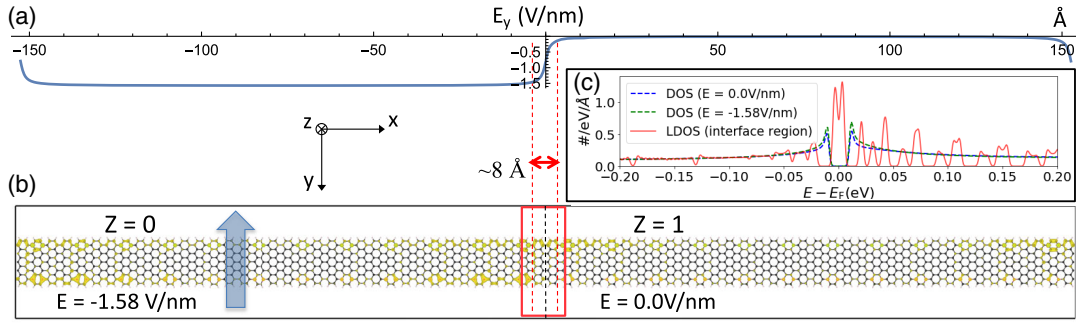 (a)
E_y (V/nm)
Å
−150 −100 −50 50 100 150
−0.5
−1.0
−1.5
z
x
y
~8 Å
(c)
DOS (E = 0.0V/nm)
DOS (E = -1.58V/nm)
LDOS (interface region)
#/eV/Å
1.0
0.5
0.0
−0.20 −0.15 −0.10 −0.05 0.00 0.05 0.10 0.15 0.20
E − E_F(eV)
(b)
Z = 0 Z = 1
E = -1.58 V/nm E = 0.0V/nm